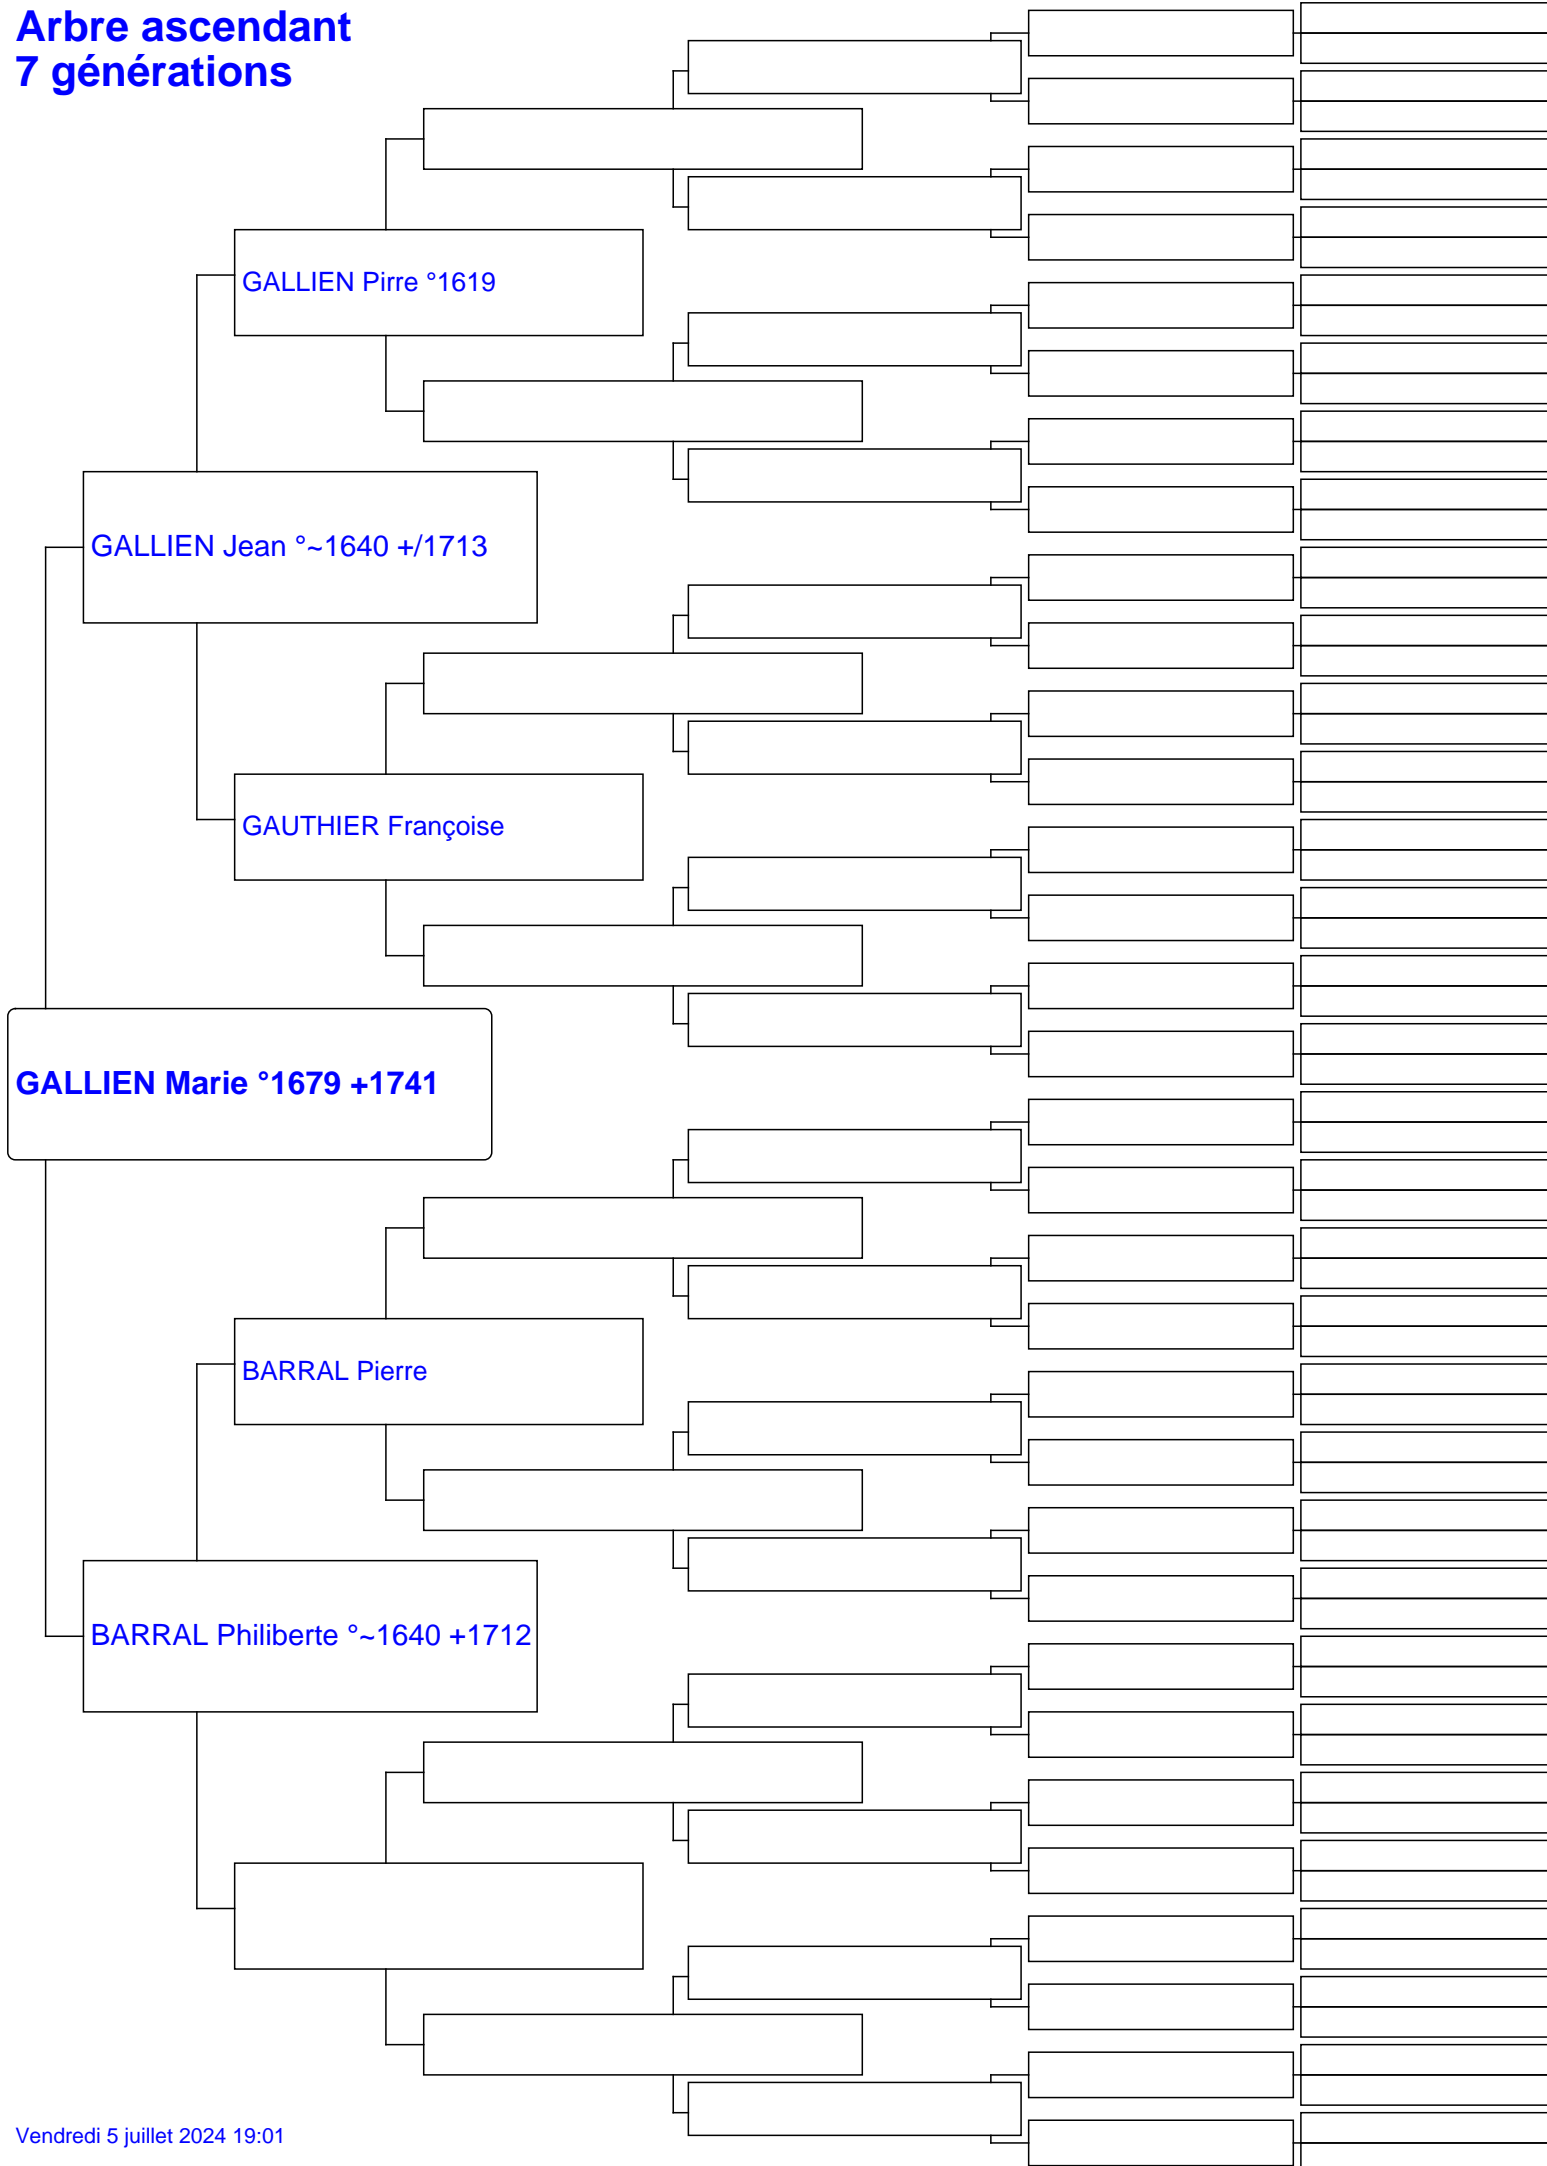 Arbre ascendant
7 générations
GALLIEN Pirre °1619
GALLIEN Jean °~1640 +/1713
GAUTHIER Françoise
GALLIEN Marie °1679 +1741
BARRAL Pierre
BARRAL Philiberte °~1640 +1712
Vendredi 5 juillet 2024 19:01